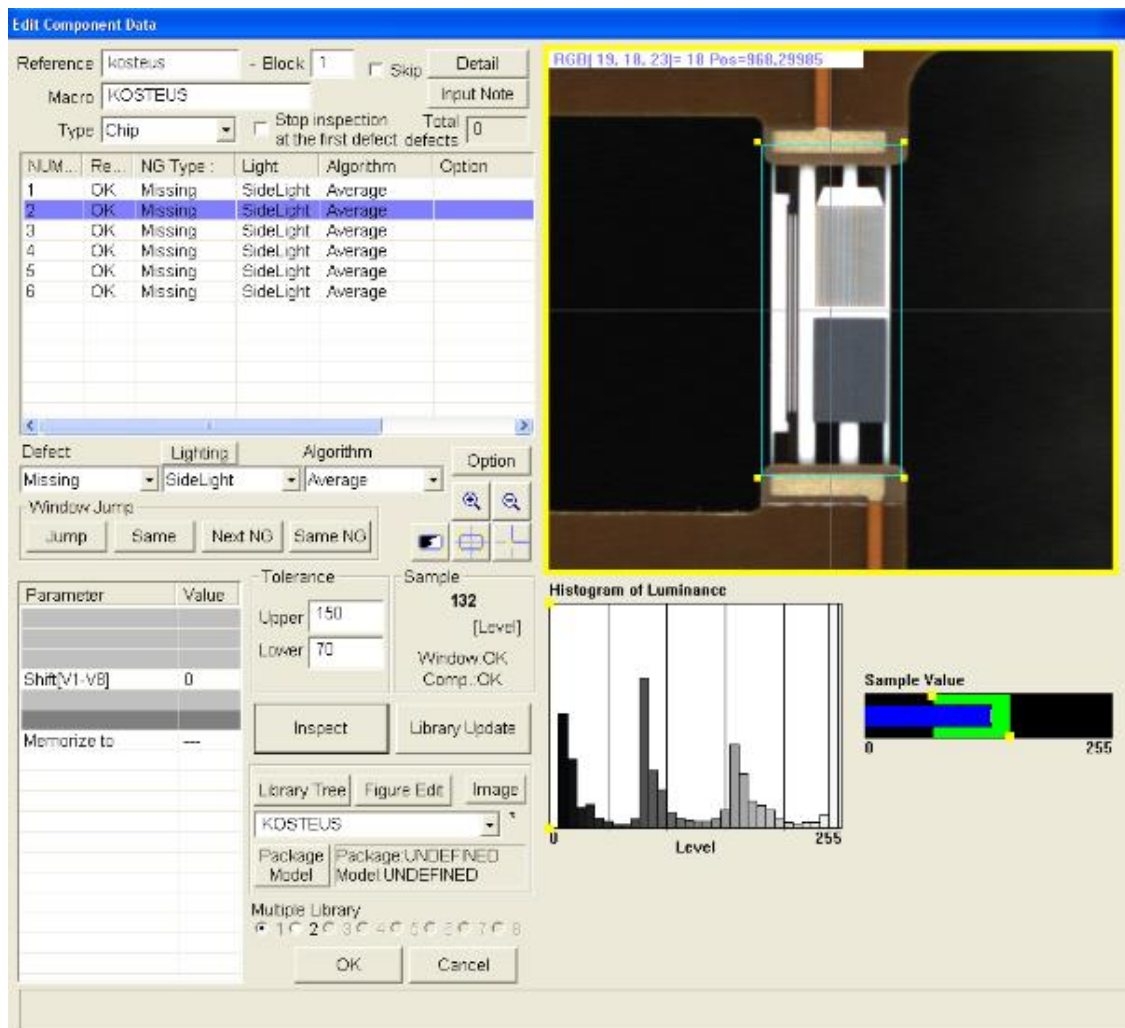 Edit Component Data
Reference kosteus - Block 1 Skip Detail
Macro KOSTEUS Input Note
Type Chip Stop inspection at the first defect Total defects 0
NUM... Re... NG Type : Light Algorithm Option
1 OK Missing SideLight Average
2 OK Missing SideLight Average
3 OK Missing SideLight Average
4 OK Missing SideLight Average
5 OK Missing SideLight Average
6 OK Missing SideLight Average
Defect Lighting Algorithm Option
Missing SideLight Average
Window Jump
Jump Same Next NG Same NG
Parameter Value
Shift[V1-V8] 0
Memorize to ---
Tolerance
Upper 150
Lower 70
Sample
132
[Level]
Window:OK
Comp.:OK
Inspect Library Update
Library Tree Figure Edit Image
KOSTEUS
Package Model
Package:UNDEFINED
Model:UNDEFINED
Multiple Library
1 2 3 4 5 6 7 8
OK Cancel
RGB[ 19, 18, 23]= 18 Pos=968,29985
Histogram of Luminance
0 Level 255
Sample Value
0 255